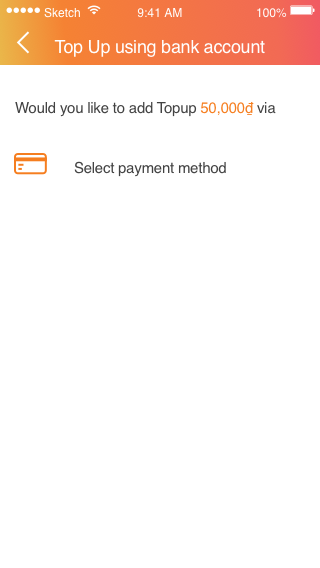 Sketch 9:41 AM 100%
Top Up using bank account
Would you like to add Topup 50,000₫ via
Select payment method